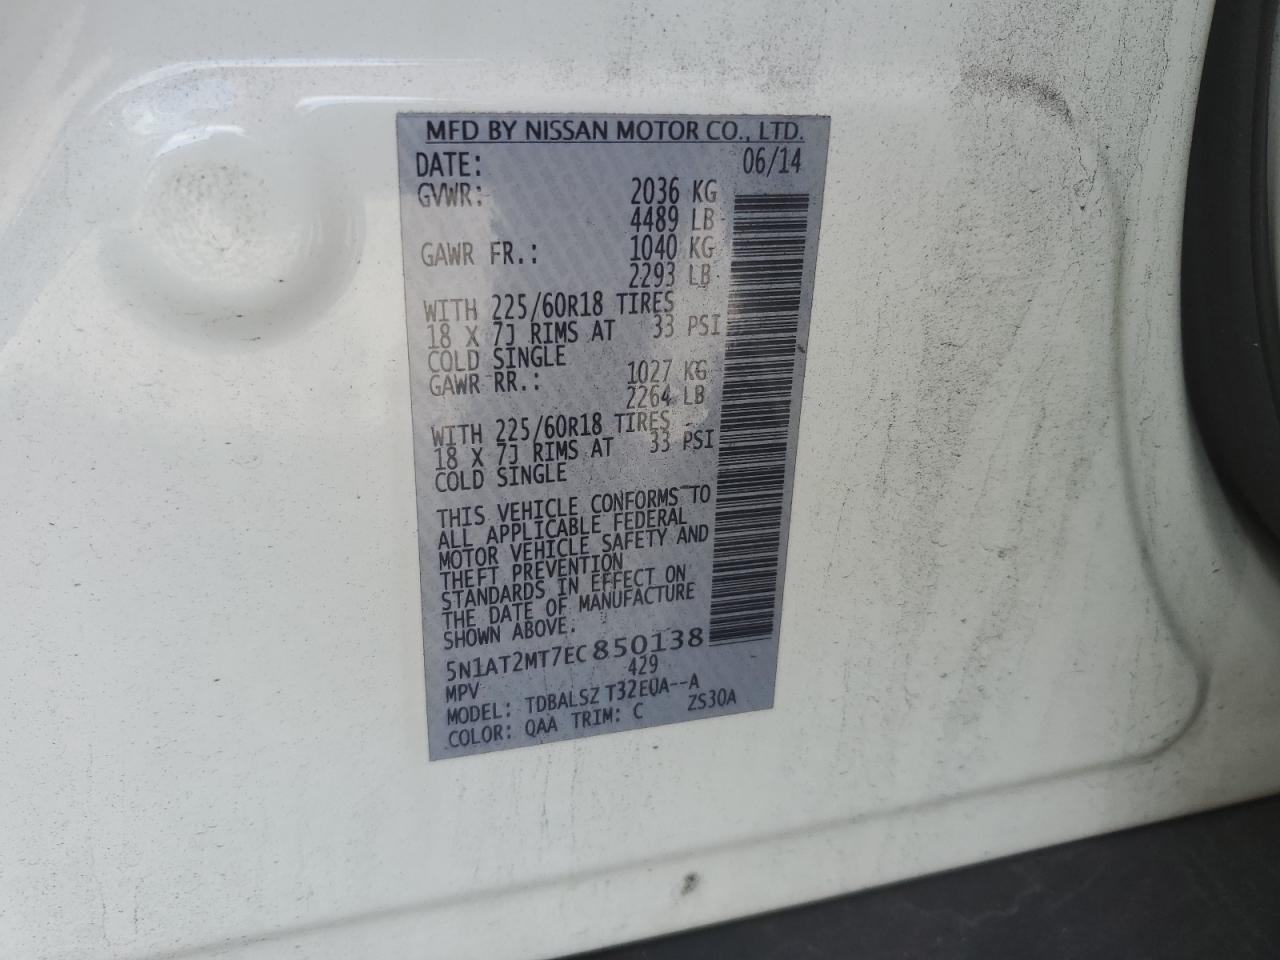 MFD BY NISSAN MOTOR CO., LTD.
DATE: 06/14
GVWR: 2036 KG
4489 LB
GAWR FR.: 1040 KG
2293 LB
WITH 225/60R18 TIRES
18 X 7J RIMS AT 33 PSI
COLD SINGLE
GAWR RR.: 1027 KG
2264 LB
WITH 225/60R18 TIRES
18 X 7J RIMS AT 33 PSI
COLD SINGLE
THIS VEHICLE CONFORMS TO
ALL APPLICABLE FEDERAL
MOTOR VEHICLE SAFETY AND
THEFT PREVENTION
STANDARDS IN EFFECT ON
THE DATE OF MANUFACTURE
SHOWN ABOVE.
5N1AT2MT7EC850138
MPV 429
MODEL: TDBALSZ T32EUA--A
COLOR: QAA TRIM: C ZS30A